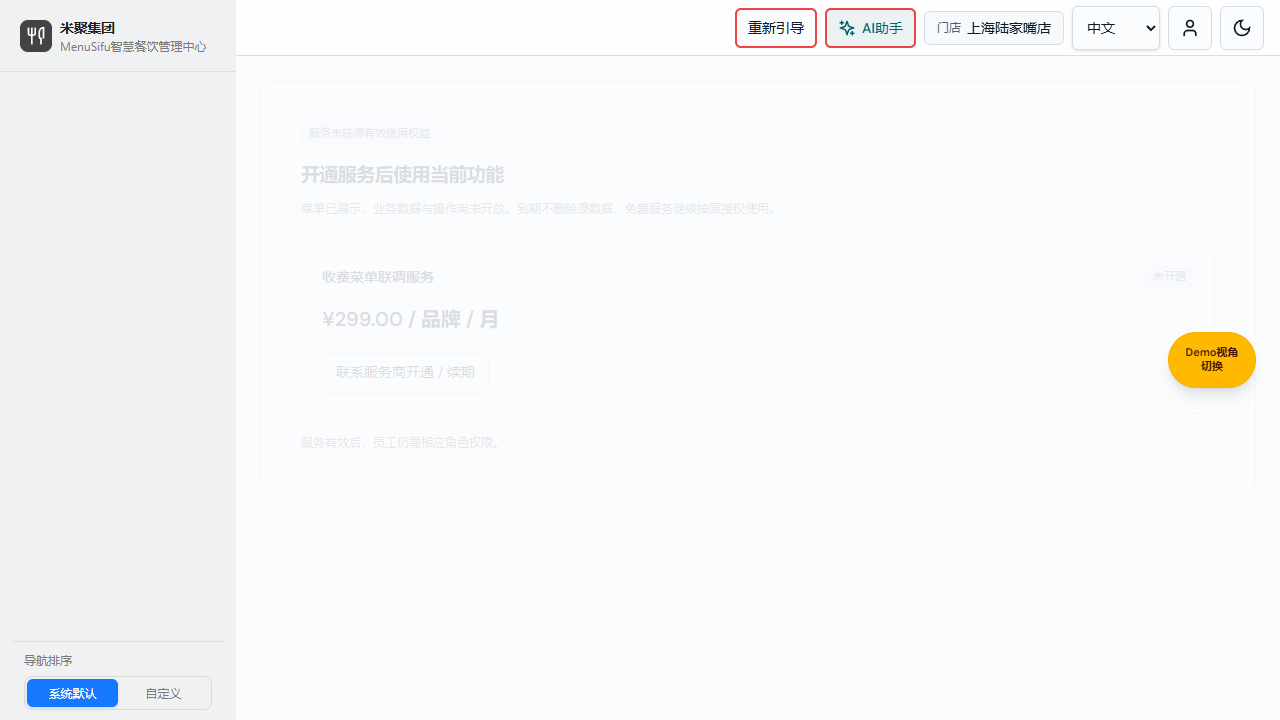 米聚集团
MenuSifu智慧餐饮管理中心
重新引导
AI助手
门店 上海陆家嘴店
中文
服务未获得有效使用权益
开通服务后使用当前功能
菜单已展示，业务数据与操作尚未开放。到期不删除原数据，免费服务继续按原授权使用。
收费菜单联调服务
未开通
¥299.00 / 品牌 / 月
联系服务商开通 / 续期
服务有效后，员工仍需相应角色权限。
Demo视角
切换
导航排序
系统默认
自定义